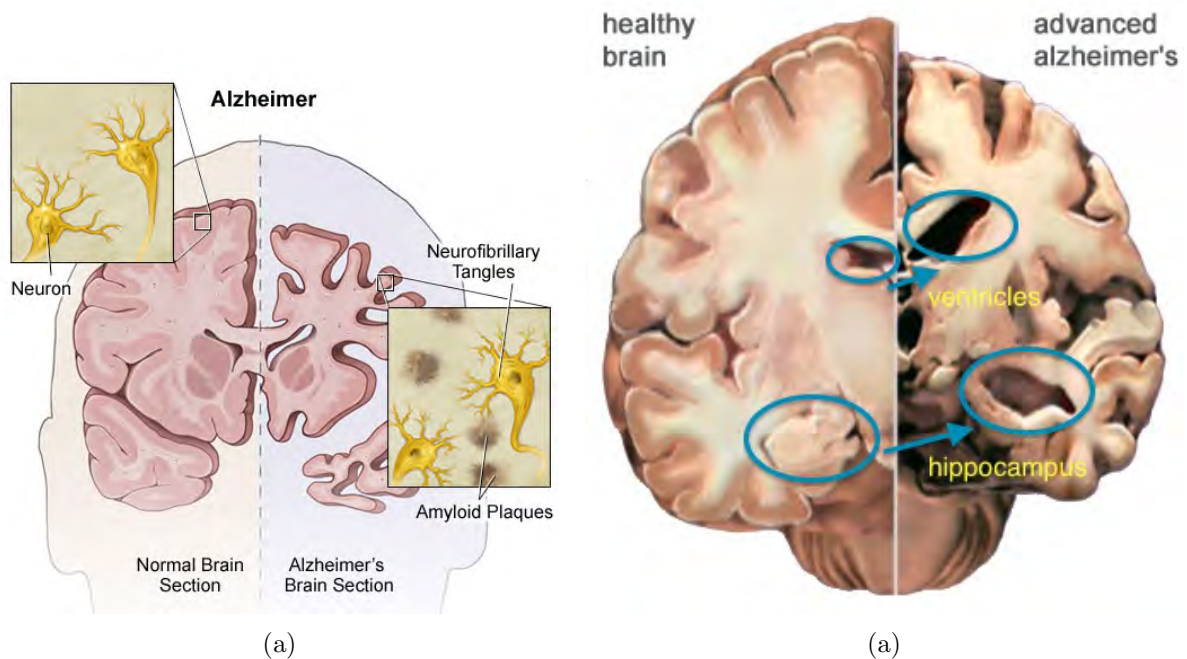 Alzheimer
Neuron
Neurofibrillary
Tangles
Amyloid Plaques
Normal Brain
Section
Alzheimer's
Brain Section
(a)
healthy
brain
advanced
alzheimer's
ventricles
hippocampus
(a)